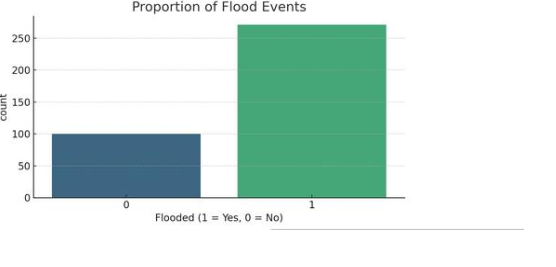 Proportion of Flood Events
250
200
150
100
50
0
count
0 1
Flooded (1 = Yes, 0 = No)